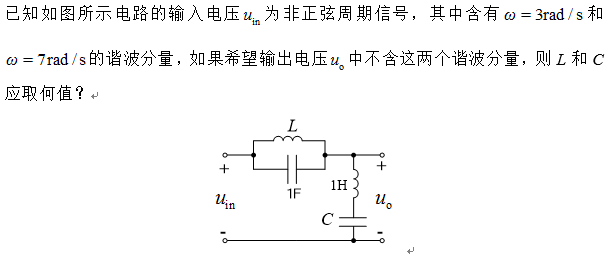 已知如图所示电路的输入电压 u_in 为非正弦周期信号，其中含有 ω = 3rad / s 和
ω = 7rad / s 的谐波分量，如果希望输出电压 u_o 中不含这两个谐波分量，则 L 和 C
应取何值？↵
L
+
+
1F
1H
u_in
u_o
C
-
-
↵